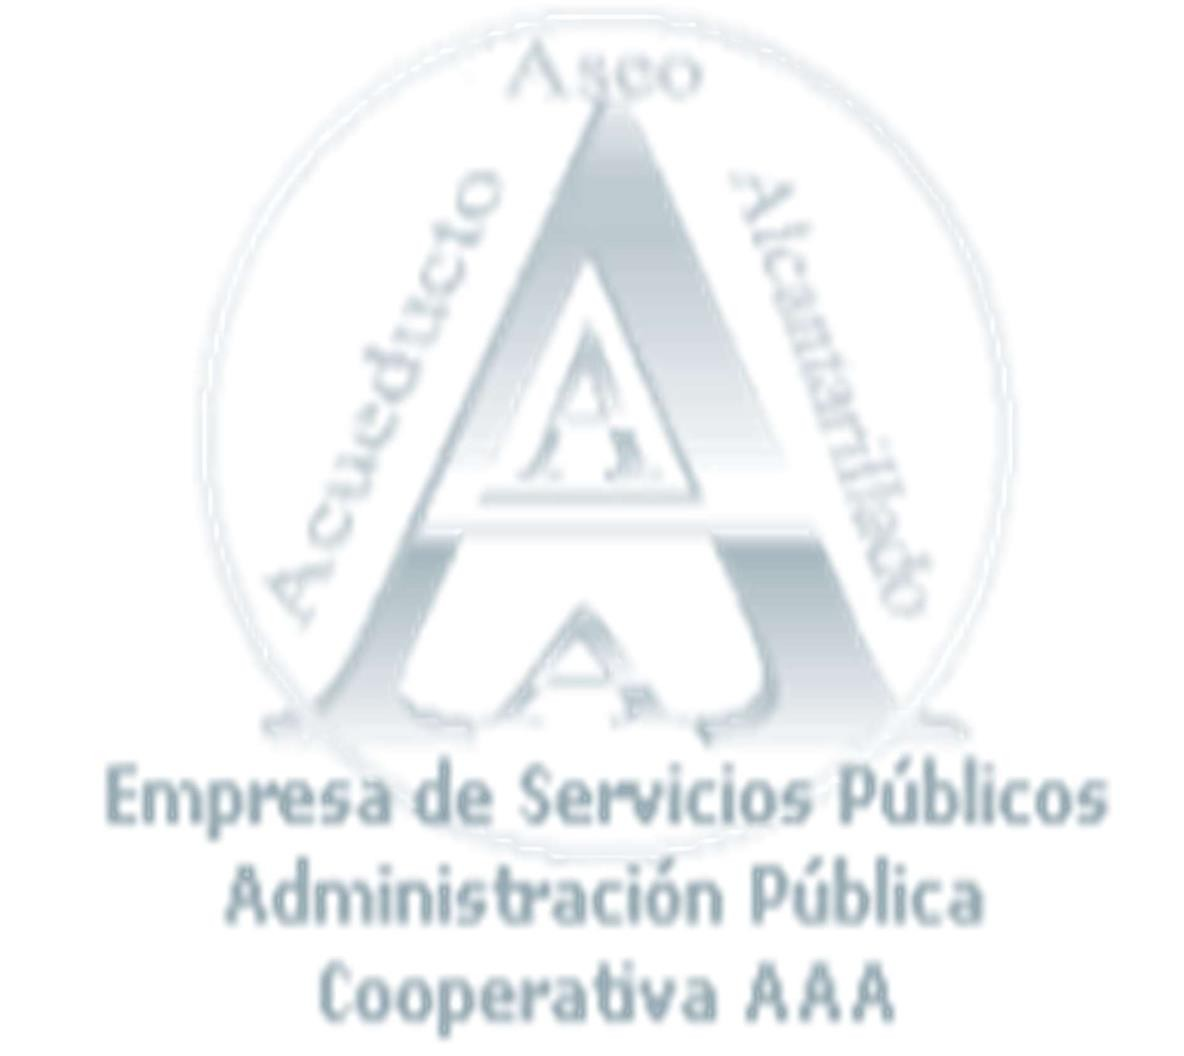 Aseo
Acueducto
Alcantarillado
A
A
A
Empresa de Servicios Públicos
Administración Pública
Cooperativa AAA